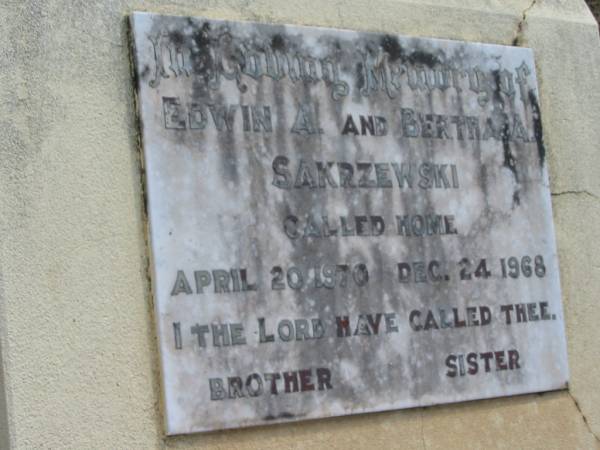 In Loving Memory of
EDWIN A. AND BERTHA A.
SAKRZEWSKI
CALLED HOME
APRIL 20 1970 DEC. 24 1968
I THE LORD HAVE CALLED THEE.
BROTHER SISTER